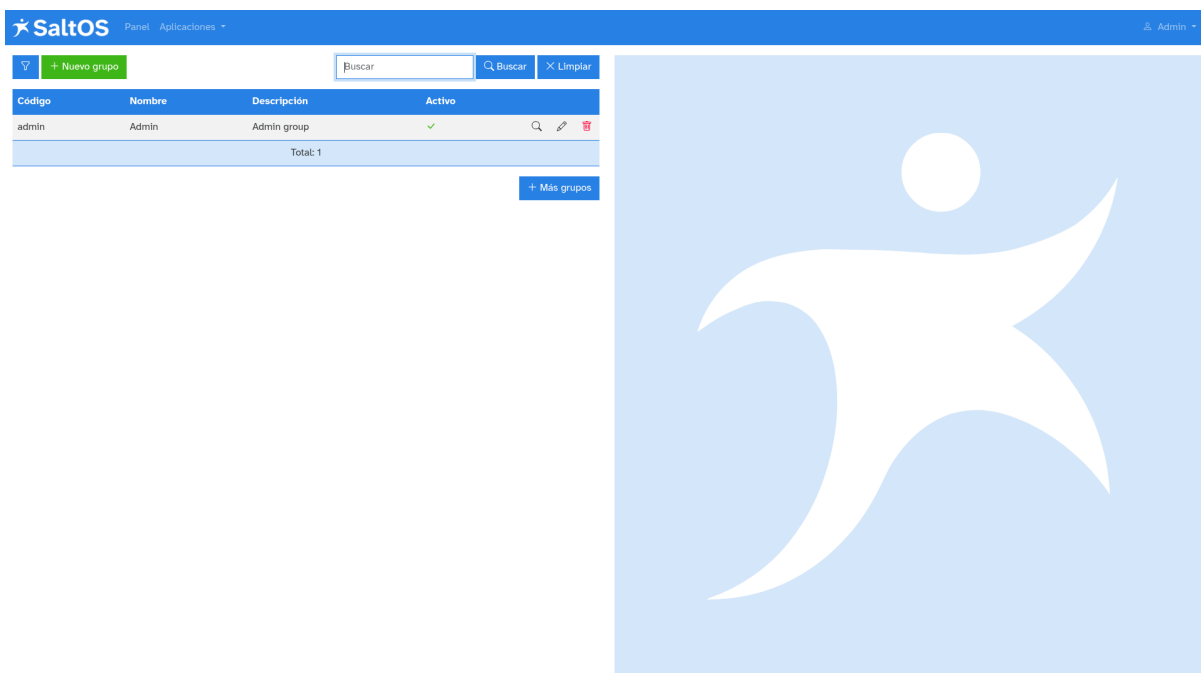 SaltOS Panel Aplicaciones Admin
+ Nuevo grupo Buscar Buscar Limpiar
Código Nombre Descripción Activo
admin Admin Admin group
Total: 1
+ Más grupos